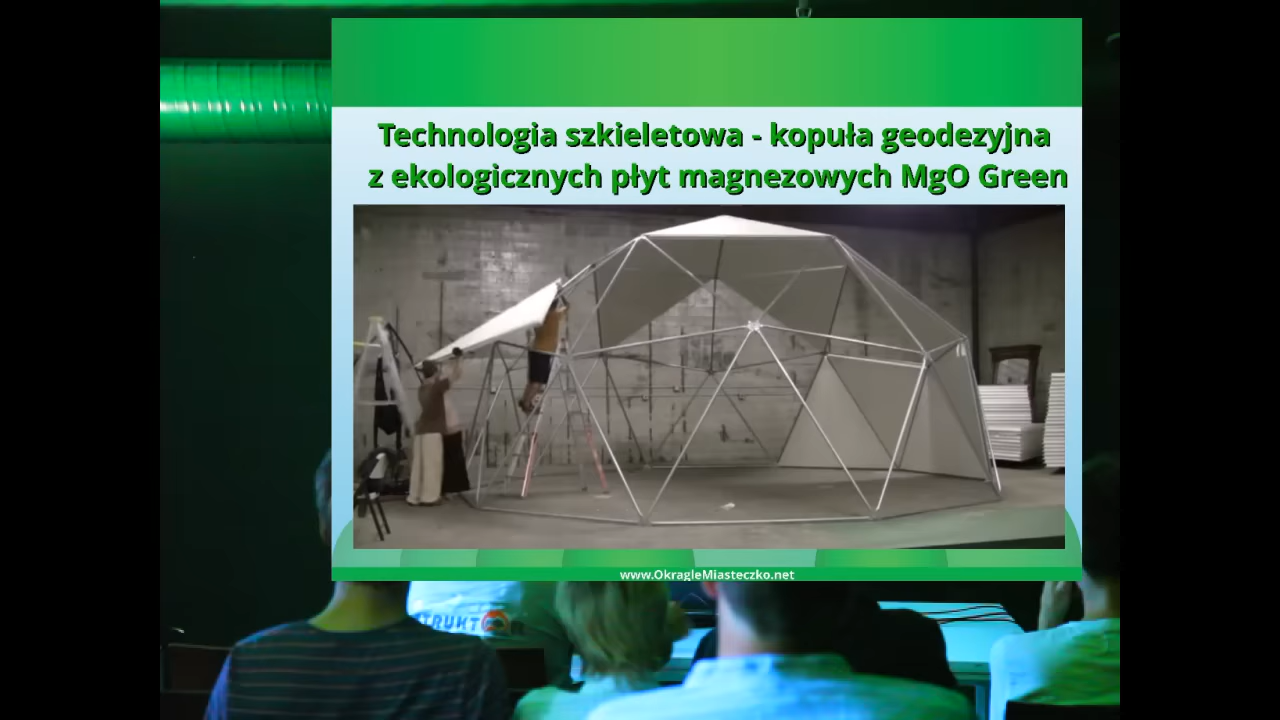 Technologia szkieletowa - kopuła geodezyjna
z ekologicznych płyt magnezowych MgO Green
www.OkragleMiasteczko.net